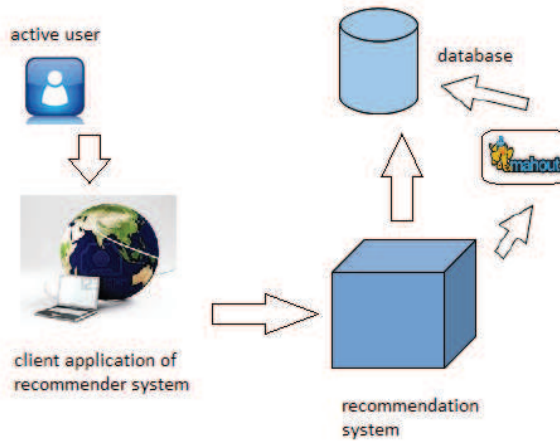 active user
database
mahout
client application of
recommender system
recommendation
system